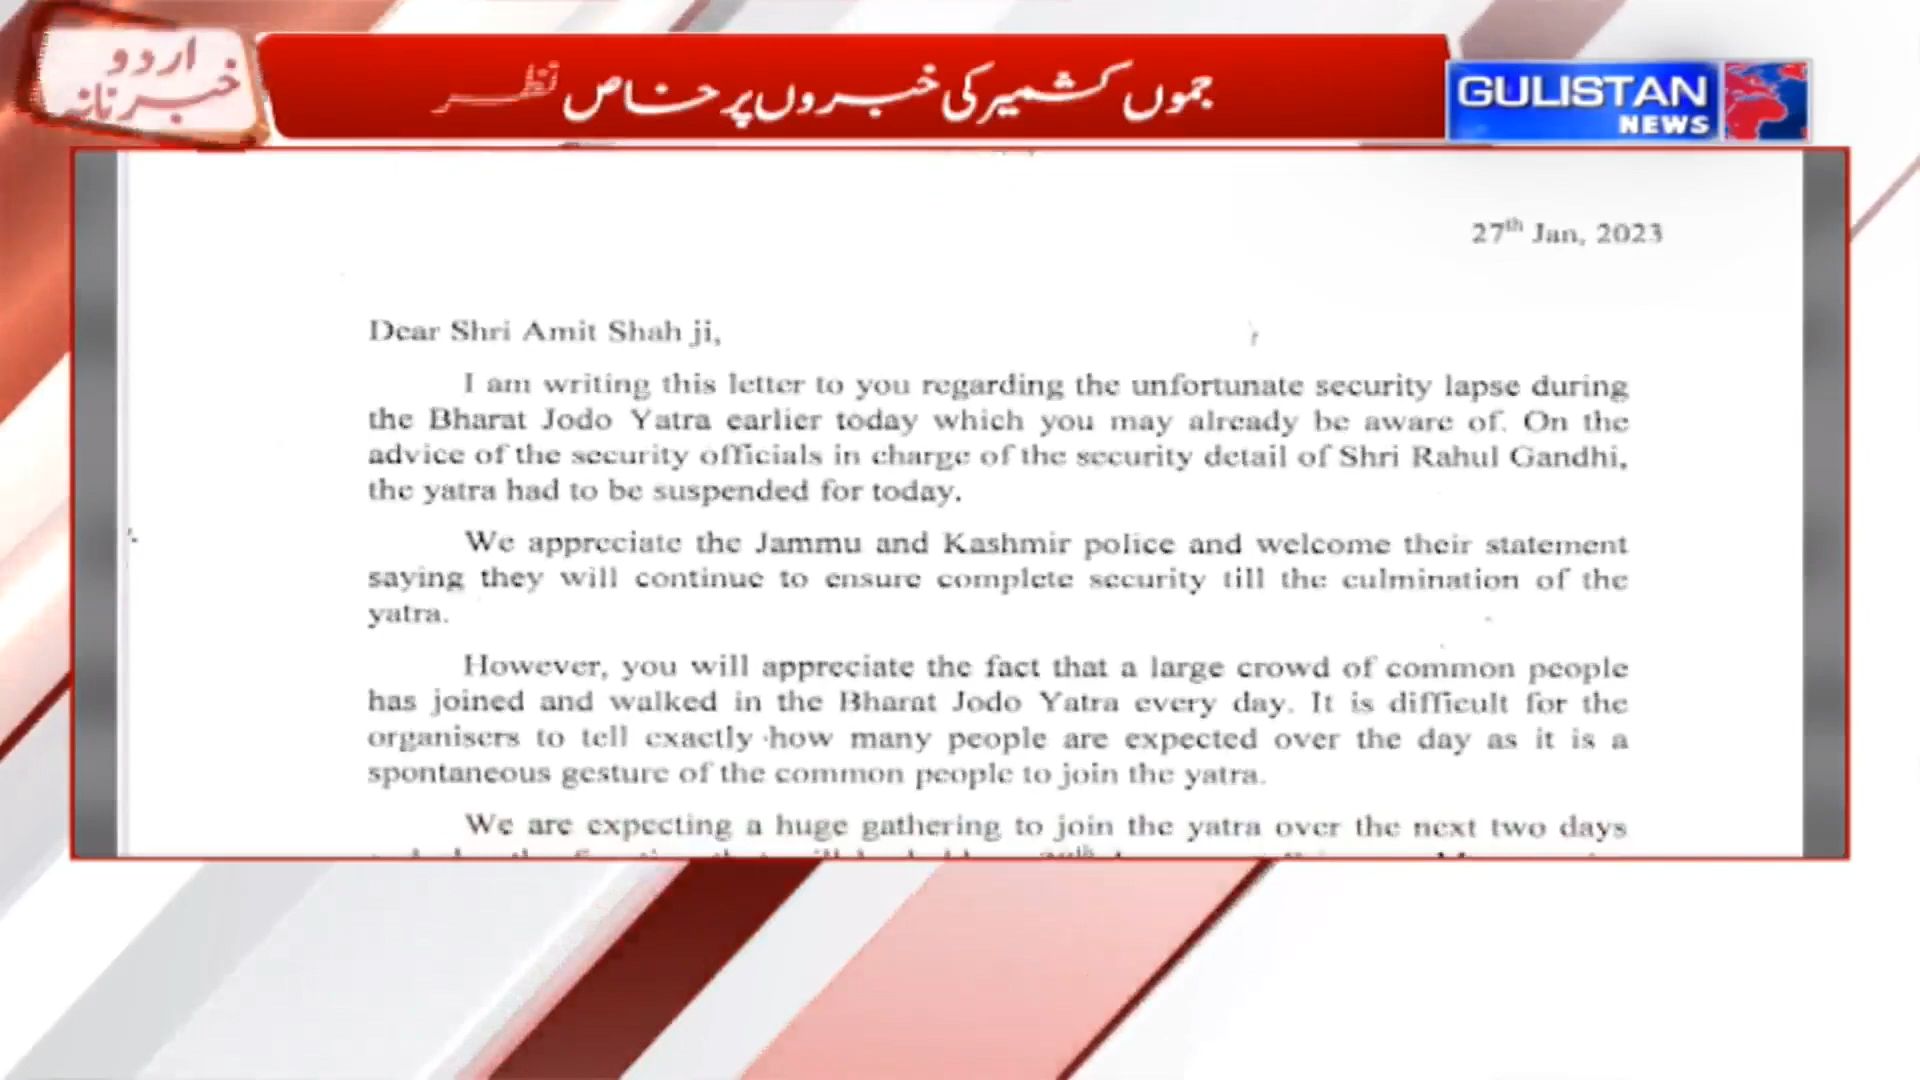 اردو
خبرنامہ
جموں کشمیر کی خبروں پر خاص نظر
GULISTAN
NEWS
27th Jan, 2023
Dear Shri Amit Shah ji,
I am writing this letter to you regarding the unfortunate security lapse during
the Bharat Jodo Yatra earlier today which you may already be aware of. On the
advice of the security officials in charge of the security detail of Shri Rahul Gandhi,
the yatra had to be suspended for today.
We appreciate the Jammu and Kashmir police and welcome their statement
saying they will continue to ensure complete security till the culmination of the
yatra.
However, you will appreciate the fact that a large crowd of common people
has joined and walked in the Bharat Jodo Yatra every day. It is difficult for the
organisers to tell exactly how many people are expected over the day as it is a
spontaneous gesture of the common people to join the yatra.
We are expecting a huge gathering to join the yatra over the next two days